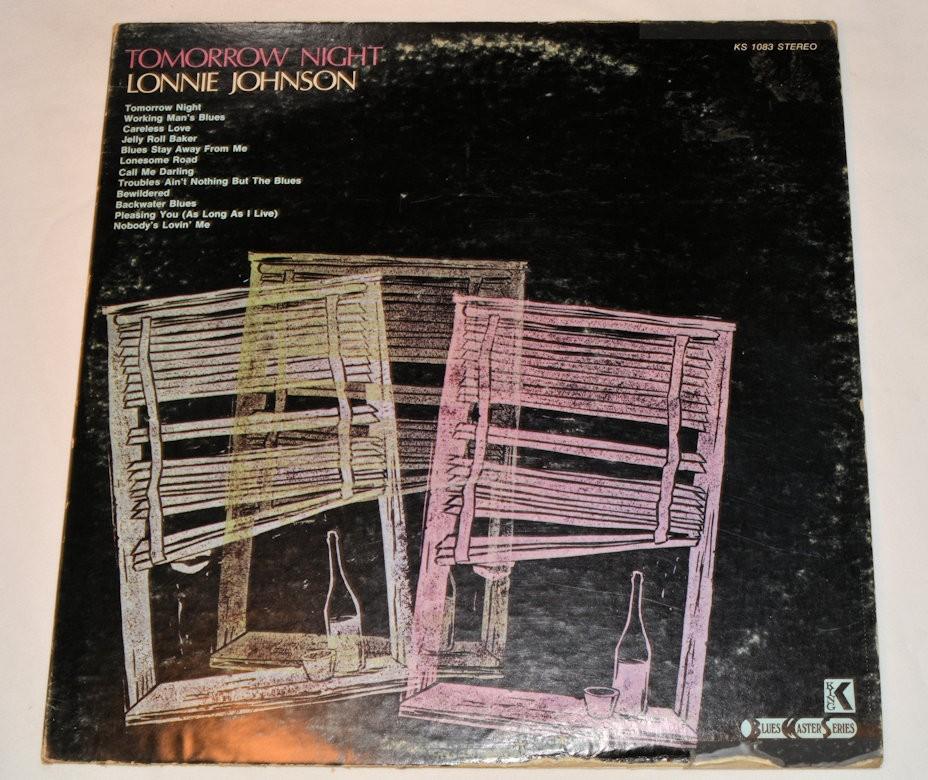 TOMORROW NIGHT
LONNIE JOHNSON
KS 1083 STEREO
Tomorrow Night
Working Man's Blues
Careless Love
Jelly Roll Baker
Blues Stay Away From Me
Lonesome Road
Call Me Darling
Troubles Ain't Nothing But The Blues
Bewildered
Backwater Blues
Pleasing You (As Long As I Live)
Nobody's Lovin' Me
KING
K
BLUES MASTER SERIES